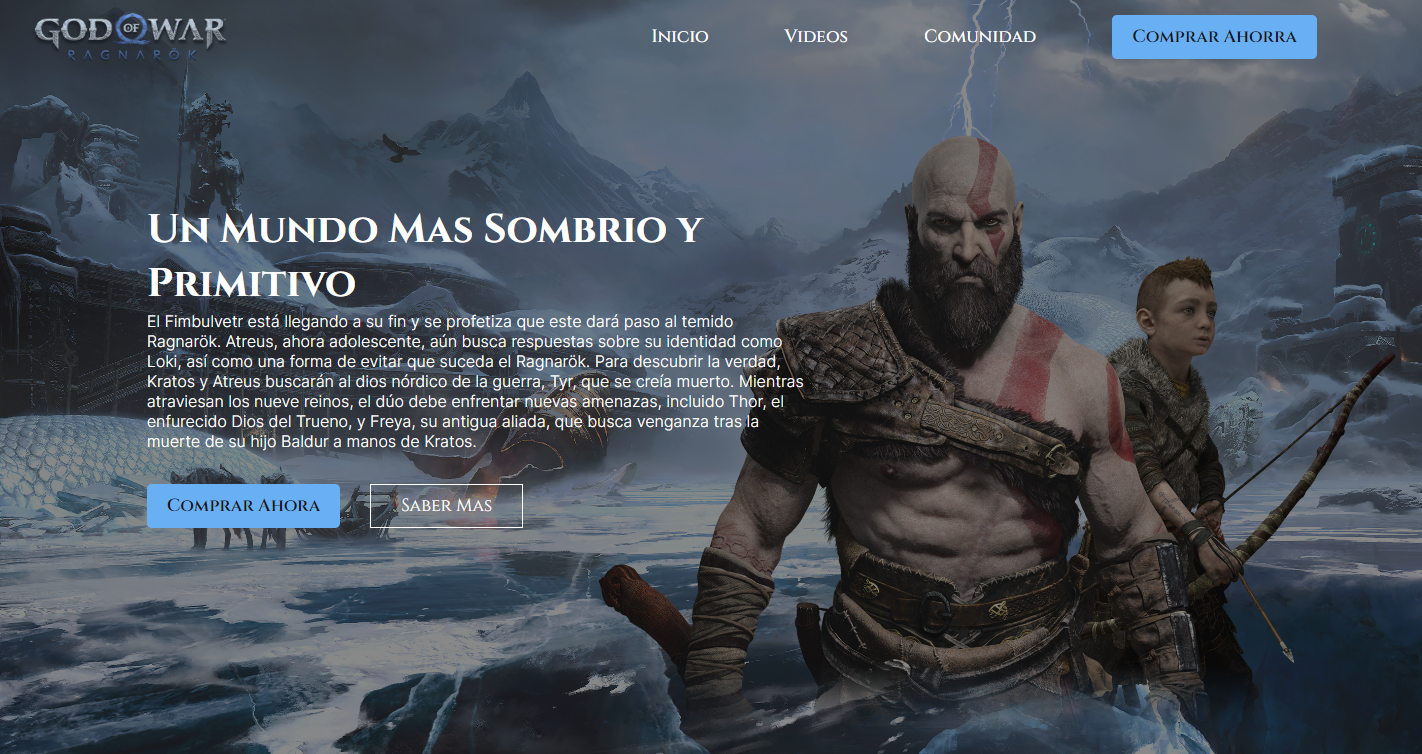 GOD OF WAR
RAGNARÖK
Inicio
Videos
Comunidad
Comprar Ahorra
Un Mundo Mas Sombrio y
Primitivo
El Fimbulvetr está llegando a su fin y se profetiza que este dará paso al temido
Ragnarök. Atreus, ahora adolescente, aún busca respuestas sobre su identidad como
Loki, así como una forma de evitar que suceda el Ragnarök. Para descubrir la verdad,
Kratos y Atreus buscarán al dios nórdico de la guerra, Tyr, que se creía muerto. Mientras
atraviesan los nueve reinos, el dúo debe enfrentar nuevas amenazas, incluido Thor, el
enfurecido Dios del Trueno, y Freya, su antigua aliada, que busca venganza tras la
muerte de su hijo Baldur a manos de Kratos.
Comprar Ahora
Saber Mas